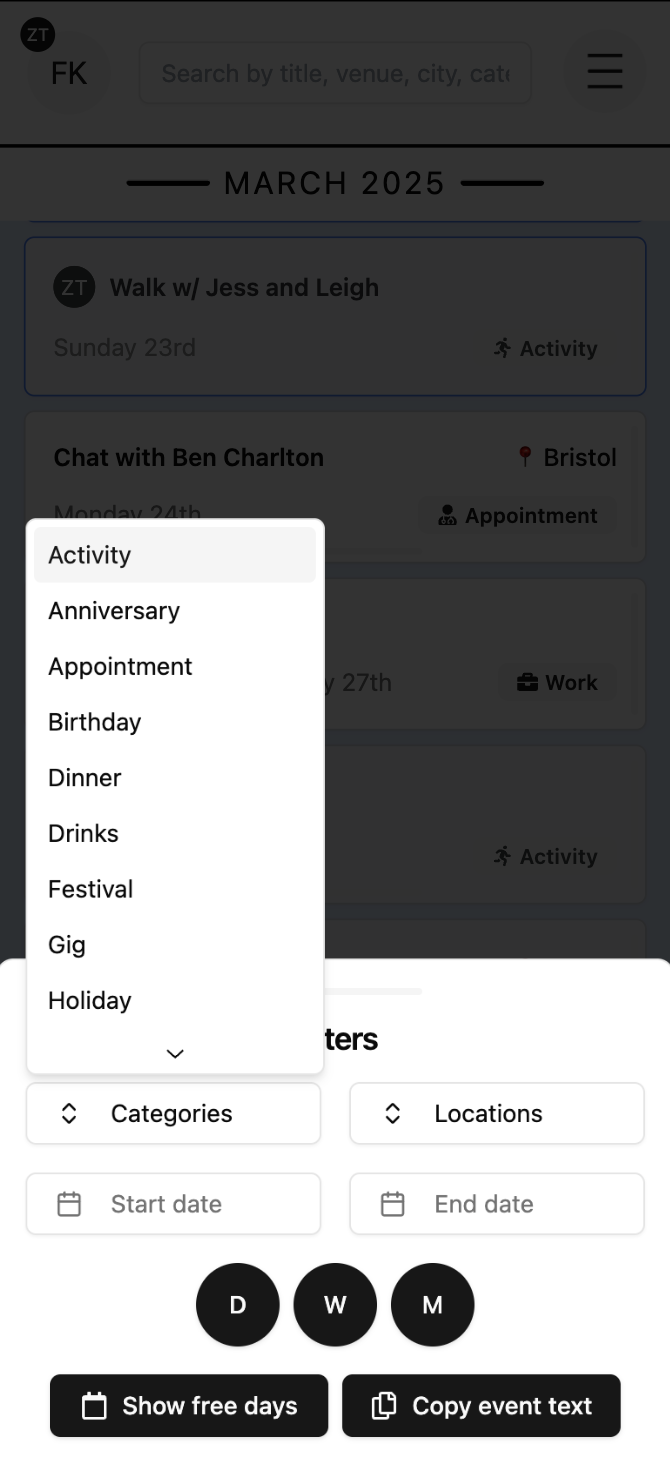 ZT
FK
Search by title, venue, city, cat
MARCH 2025
ZT Walk w/ Jess and Leigh
Sunday 23rd
Activity
Chat with Ben Charlton
Bristol
Monday 24th
Appointment
y 27th
Work
Activity
Activity
Anniversary
Appointment
Birthday
Dinner
Drinks
Festival
Gig
Holiday
ters
Categories
Locations
Start date
End date
D W M
Show free days
Copy event text